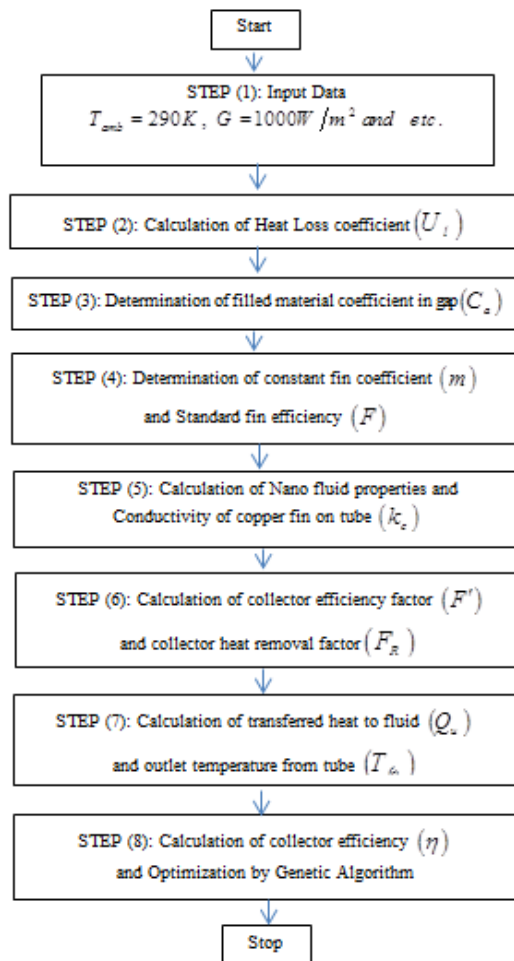 Start
STEP (1): Input Data
T_amb = 290K, G = 1000W/m² and etc.
STEP (2): Calculation of Heat Loss coefficient (U_l)
STEP (3): Determination of filled material coefficient in gap (C_a)
STEP (4): Determination of constant fin coefficient (m)
and Standard fin efficiency (F)
STEP (5): Calculation of Nano fluid properties and
Conductivity of copper fin on tube (k_c)
STEP (6): Calculation of collector efficiency factor (F')
and collector heat removal factor (F_R)
STEP (7): Calculation of transferred heat to fluid (Q_u)
and outlet temperature from tube (T)
STEP (8): Calculation of collector efficiency (η)
and Optimization by Genetic Algorithm
Stop